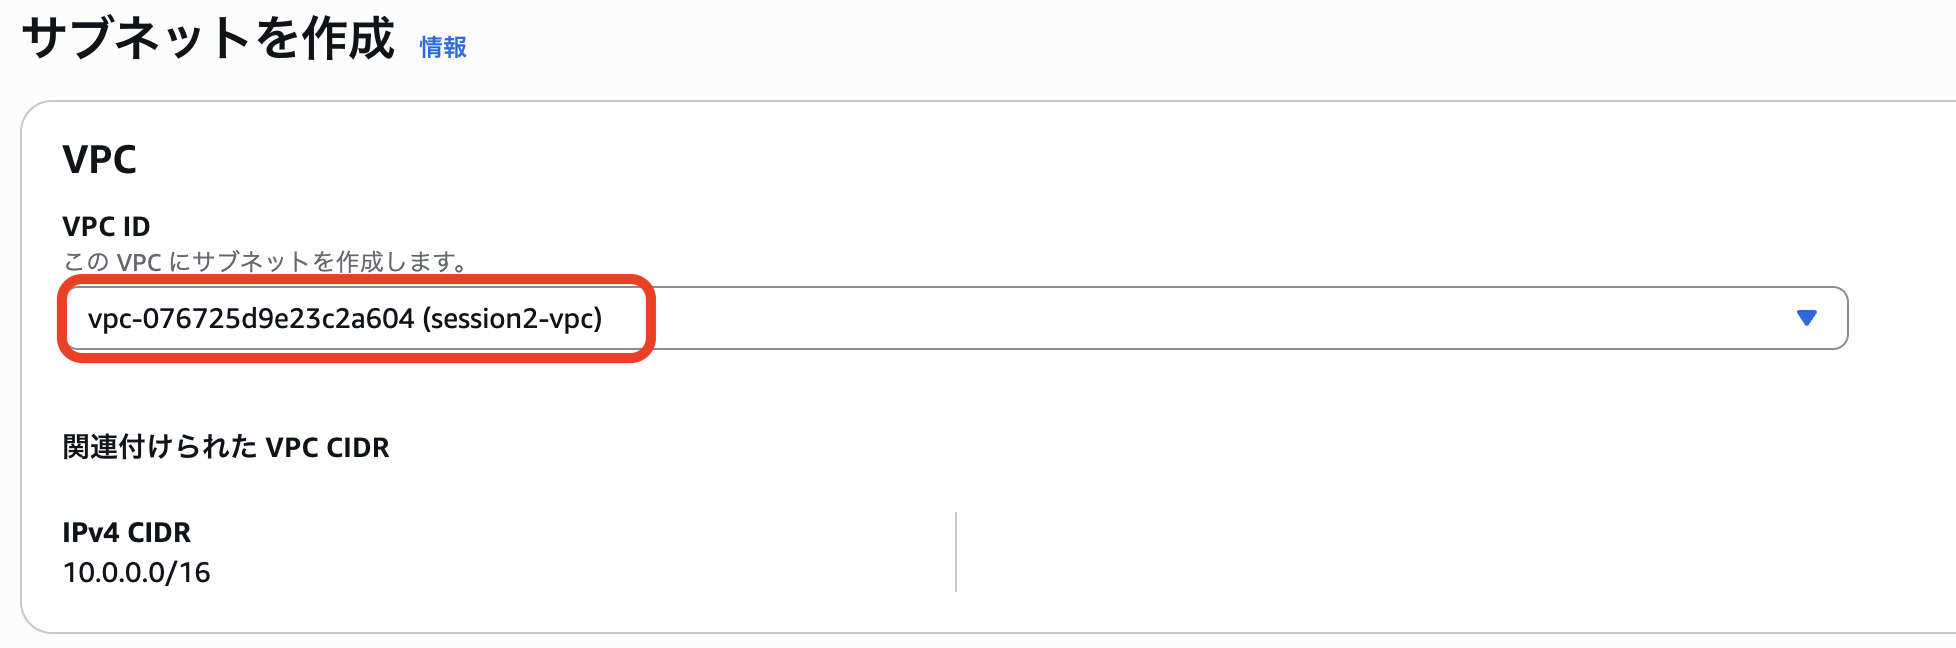 サブネットを作成 情報
VPC
VPC ID
この VPC にサブネットを作成します。
vpc-076725d9e23c2a604 (session2-vpc)
関連付けられた VPC CIDR
IPv4 CIDR
10.0.0.0/16